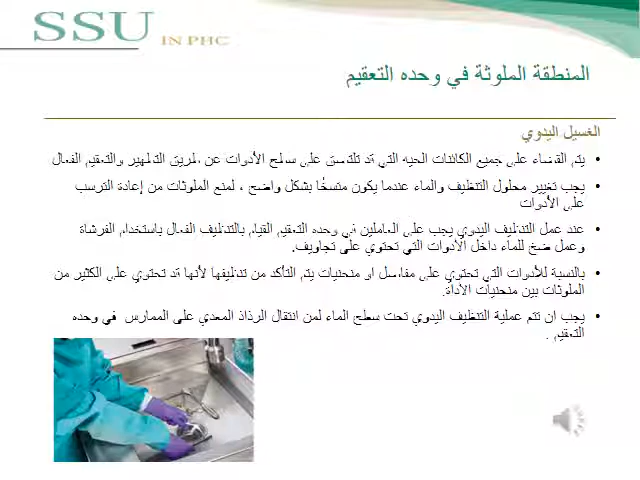 SSU IN PHC
المنطقة الملوثة في وحده التعقيم
الغسيل اليدوي
• يتم القضاء على جميع الكائنات الحيه التي قد تلتصق على سطح الأدوات عن طريق التطهير والتعقيم الفعال
• يجب تغيير محلول التنظيف والماء عندما يكون متسخًا بشكل واضح ، لمنع الملوثات من إعادة الترسب
على الأدوات
• عند عمل التنظيف اليدوي يجب على العاملين في وحده التعقيم القيام بالتنظيف الفعال باستخدام الفرشاة
وعمل ضخ للماء داخل الأدوات التي تحتوي على تجاويف.
• بالنسبة للأدوات التي تحتوي على مفاصل او منحنيات يتم التأكد من تنظيفها لأنها قد تحتوي على الكثير من
الملوثات بين منحنيات الأداة.
• يجب ان تتم عملية التنظيف اليدوي تحت سطح الماء لمن انتقال الرذاذ المعدي على الممارس في وحده
التعقيم .